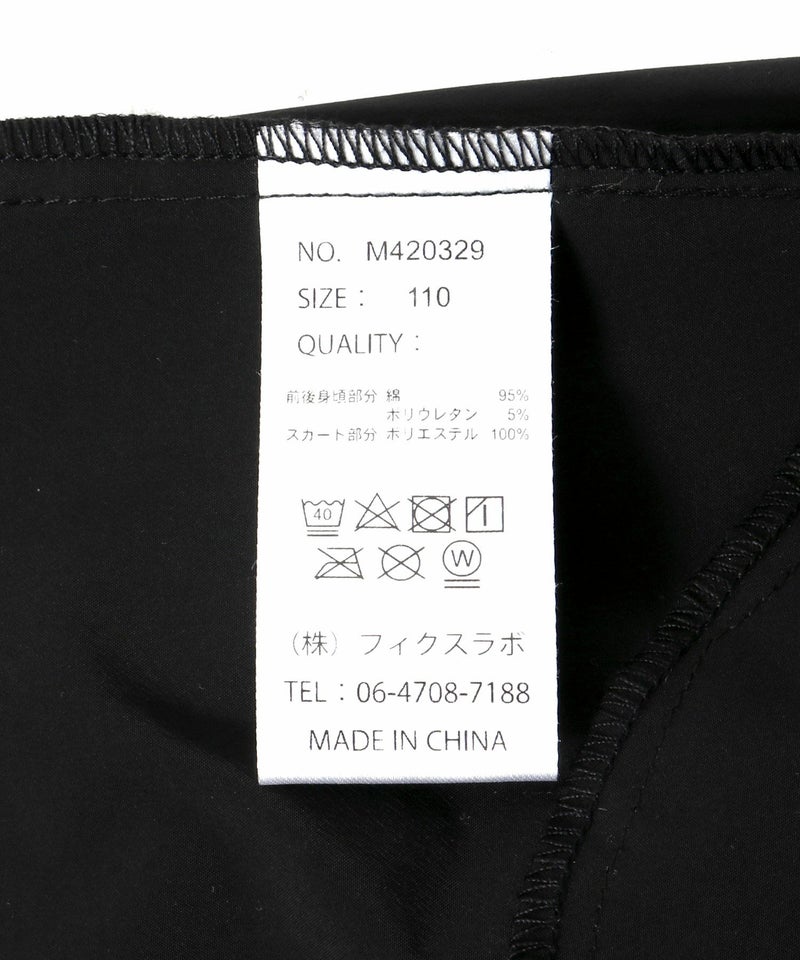 NO. M420329
SIZE： 110
QUALITY：
前後身頃部分 綿 95%
ポリウレタン 5%
スカート部分 ポリエステル 100%
40
W
（株）フィクスラボ
TEL：06-4708-7188
MADE IN CHINA